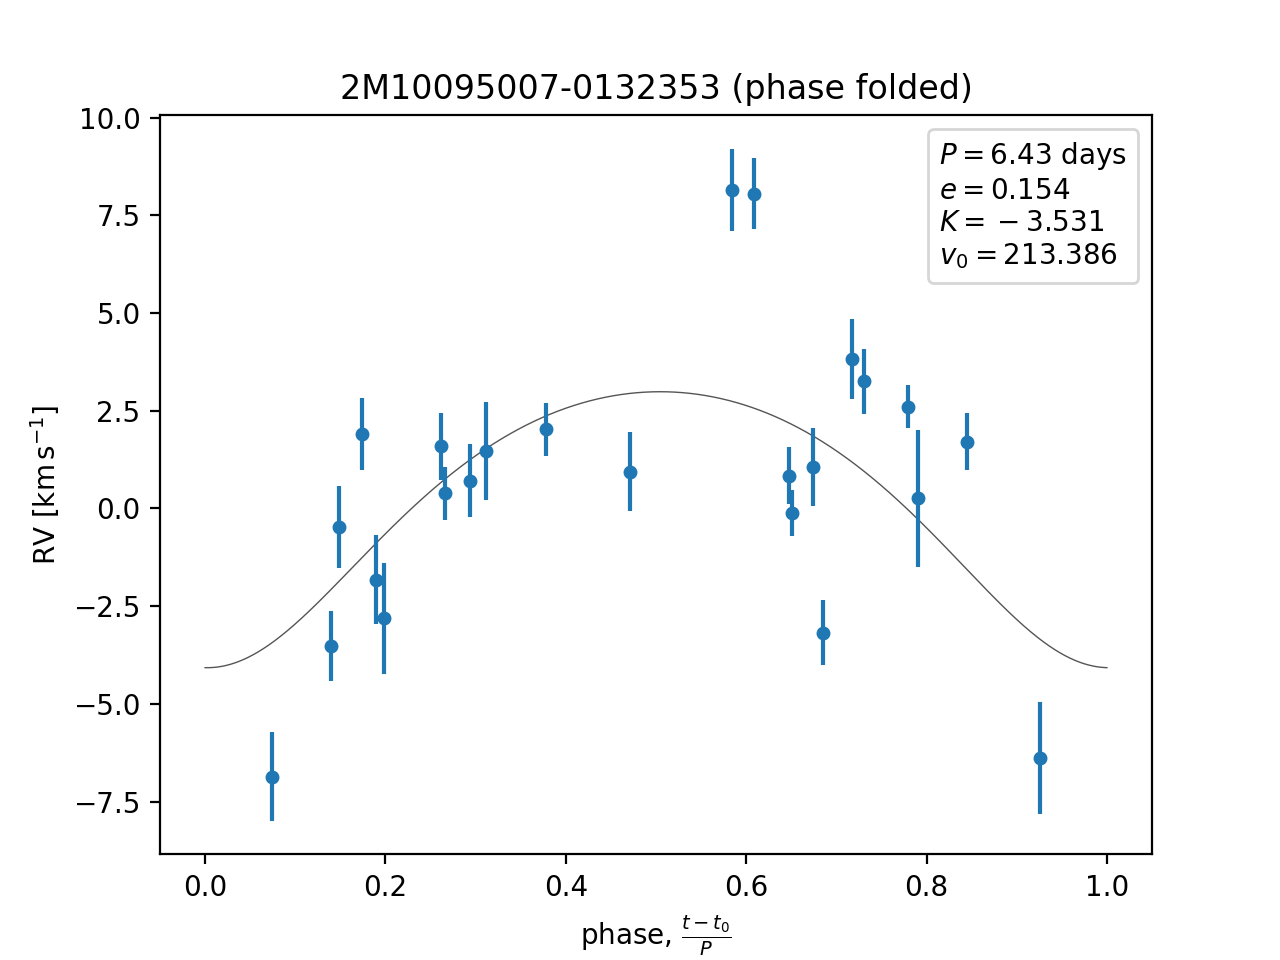 2M10095007-0132353 (phase folded)
P = 6.43 days
e = 0.154
K = −3.531
v₀ = 213.386
10.0
7.5
5.0
2.5
0.0
−2.5
−5.0
−7.5
RV [km s⁻¹]
0.0 0.2 0.4 0.6 0.8 1.0
phase, (t − t₀)/P